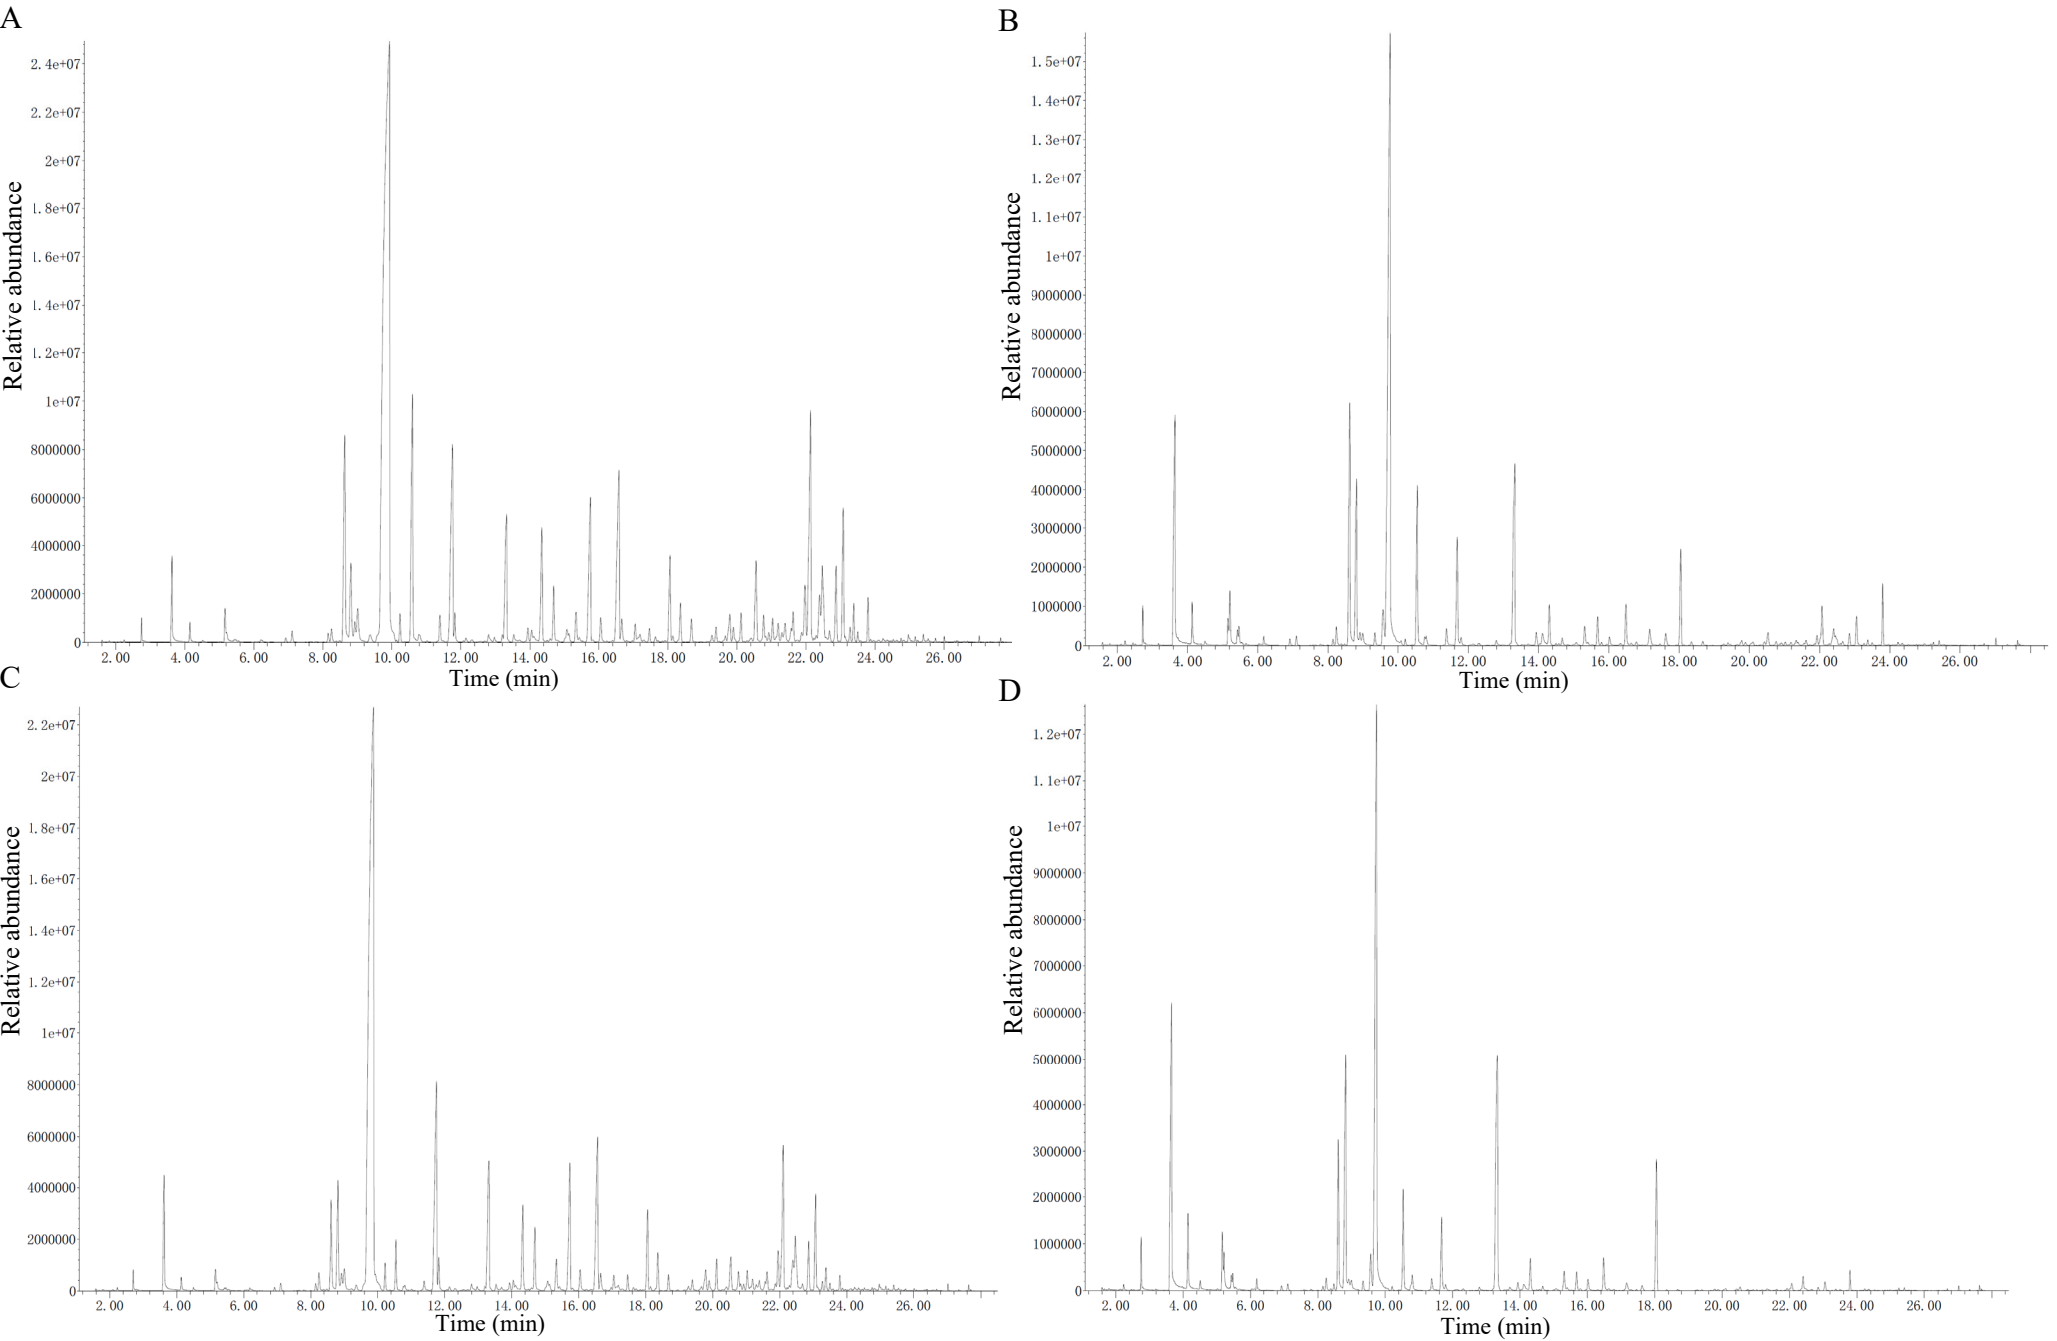 A
2.4e+07
2.2e+07
2e+07
1.8e+07
1.6e+07
1.4e+07
1.2e+07
1e+07
8000000
6000000
4000000
2000000
0
Relative abundance
2.00 4.00 6.00 8.00 10.00 12.00 14.00 16.00 18.00 20.00 22.00 24.00 26.00
Time (min)
B
1.5e+07
1.4e+07
1.3e+07
1.2e+07
1.1e+07
1e+07
9000000
8000000
7000000
6000000
5000000
4000000
3000000
2000000
1000000
0
Relative abundance
2.00 4.00 6.00 8.00 10.00 12.00 14.00 16.00 18.00 20.00 22.00 24.00 26.00
Time (min)
C
2.2e+07
2e+07
1.8e+07
1.6e+07
1.4e+07
1.2e+07
1e+07
8000000
6000000
4000000
2000000
0
Relative abundance
2.00 4.00 6.00 8.00 10.00 12.00 14.00 16.00 18.00 20.00 22.00 24.00 26.00
Time (min)
D
1.2e+07
1.1e+07
1e+07
9000000
8000000
7000000
6000000
5000000
4000000
3000000
2000000
1000000
0
Relative abundance
2.00 4.00 6.00 8.00 10.00 12.00 14.00 16.00 18.00 20.00 22.00 24.00 26.00
Time (min)